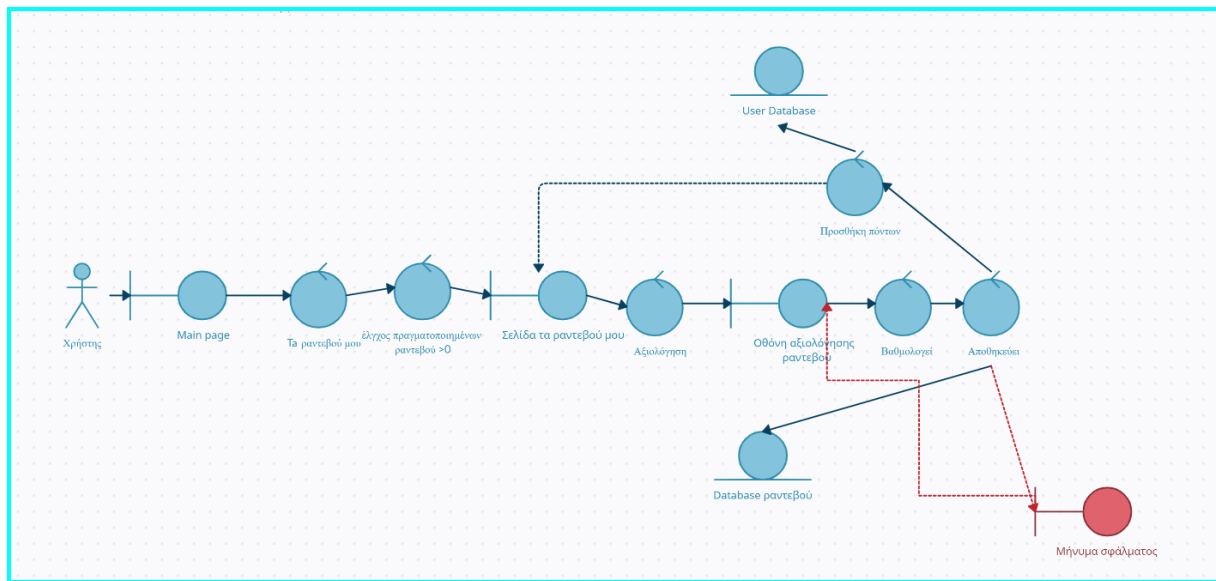 User Database
Προσθήκη πόντων
Χρήστης
Main page
Τα ραντεβού μου
έλγχος πραγματοποιημένων
ραντεβού >0
Σελίδα τα ραντεβού μου
Αξιολόγηση
Οθόνη αξιολόγησης
ραντεβού
Βαθμολογεί
Αποθηκεύει
Database ραντεβού
Μήνυμα σφάλματος